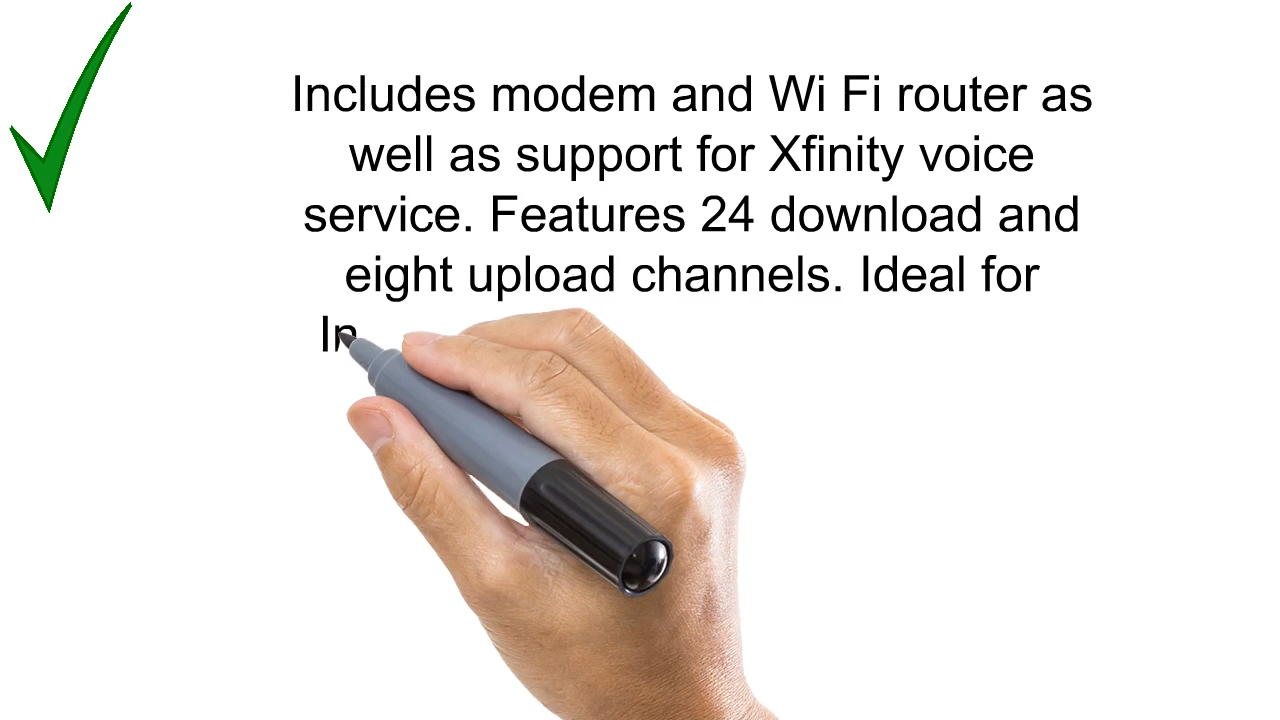 Includes modem and Wi Fi router as
well as support for Xfinity voice
service. Features 24 download and
eight upload channels. Ideal for
In